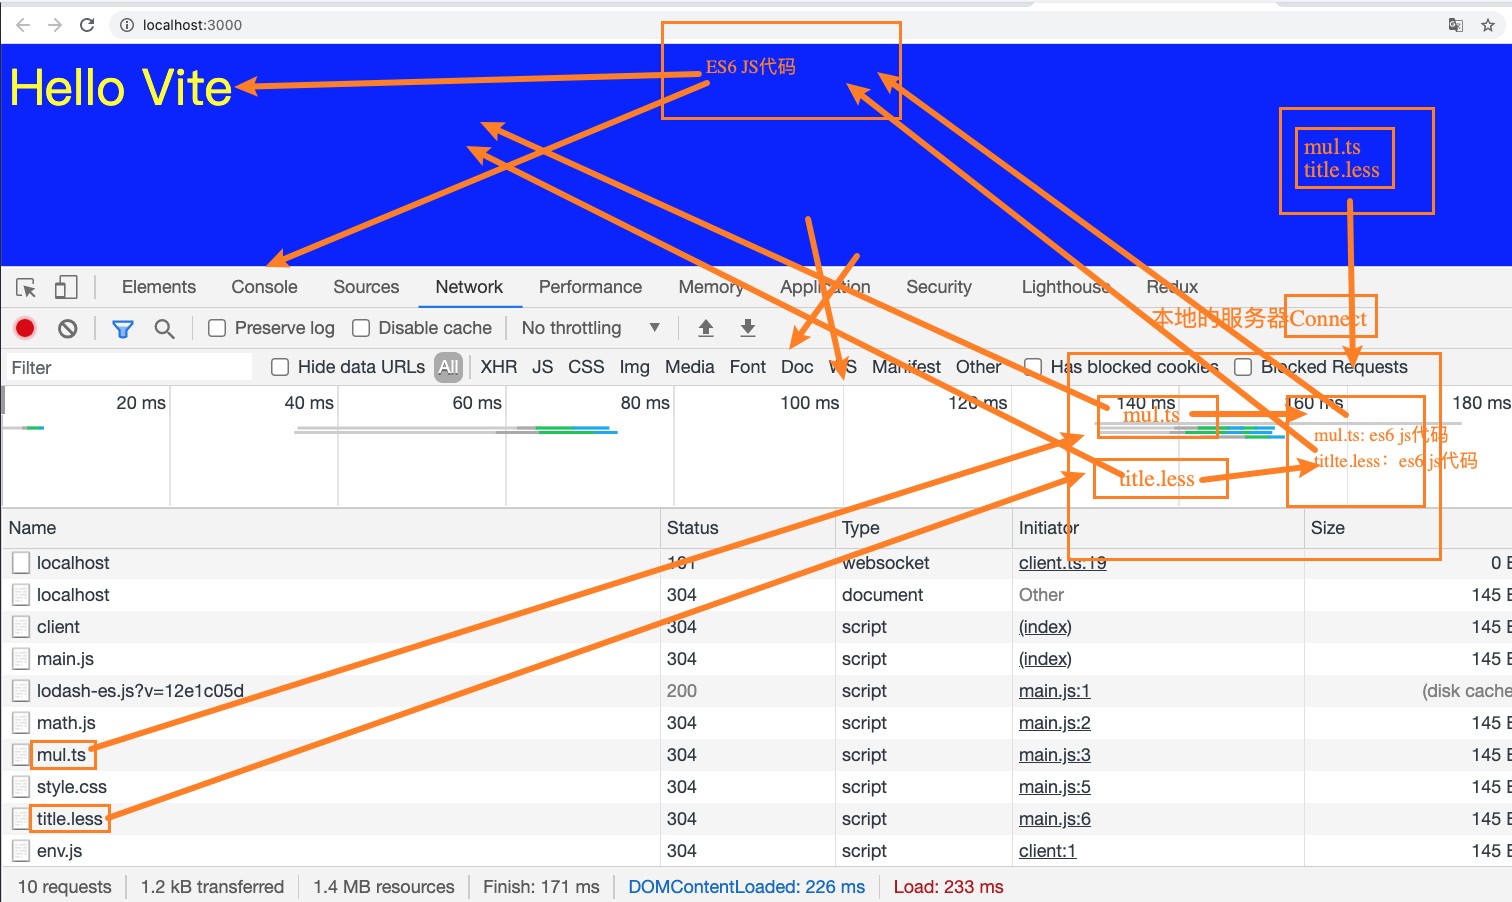 localhost:3000
ES6 JS代码
Hello Vite
mul.ts
title.less
Elements Console Sources Network Performance Memory Application Security Lighthouse Redux
本地的服务器Connect
Preserve log Disable cache No throttling
Filter Hide data URLs All XHR JS CSS Img Media Font Doc WS Manifest Other Has blocked cookies Blocked Requests
20 ms 40 ms 60 ms 80 ms 100 ms 120 ms 140 ms 160 ms 180 ms
mul.ts
mul.ts: es6 js代码
titlte.less：es6 js代码
title.less
Name Status Type Initiator Size
localhost 101 websocket client.ts:19 0 B
localhost 304 document Other 145 B
client 304 script (index) 145 B
main.js 304 script (index) 145 B
lodash-es.js?v=12e1c05d 200 script main.js:1 (disk cache
math.js 304 script main.js:2 145 B
mul.ts 304 script main.js:3 145 B
style.css 304 script main.js:5 145 B
title.less 304 script main.js:6 145 B
env.js 304 script client:1 145 B
10 requests 1.2 kB transferred 1.4 MB resources Finish: 171 ms DOMContentLoaded: 226 ms Load: 233 ms